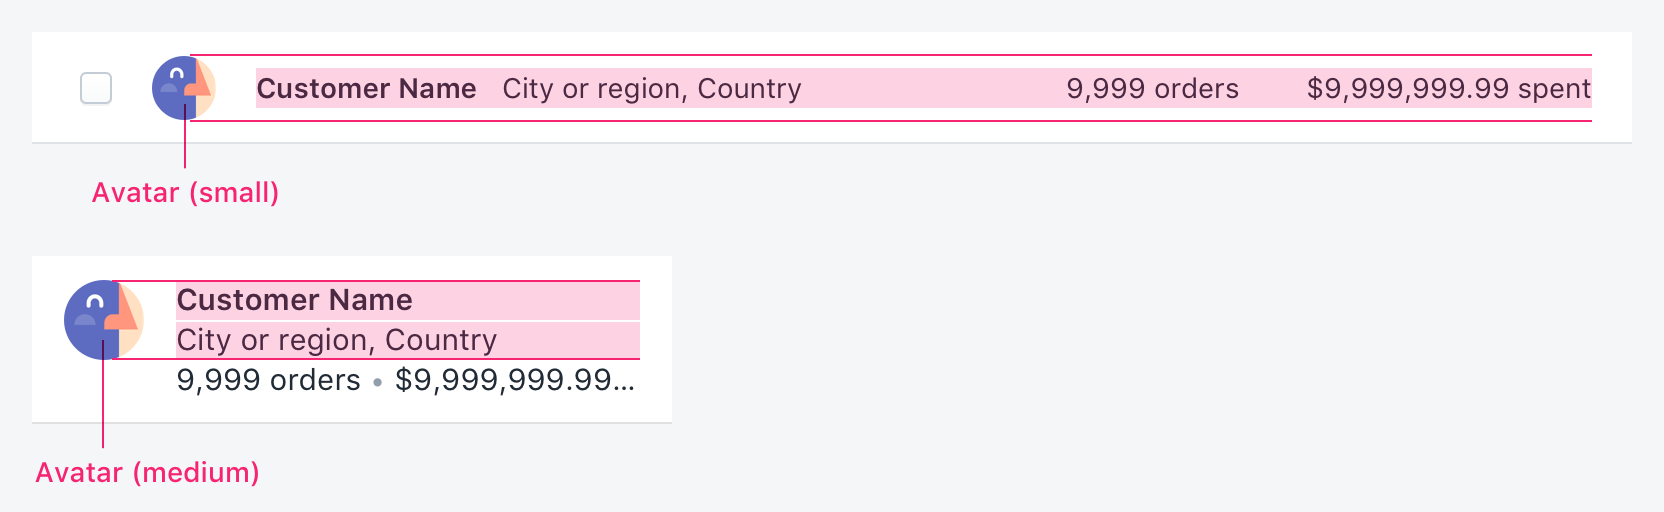 Customer Name City or region, Country 9,999 orders $9,999,999.99 spent
Avatar (small)
Customer Name
City or region, Country
9,999 orders • $9,999,999.99...
Avatar (medium)